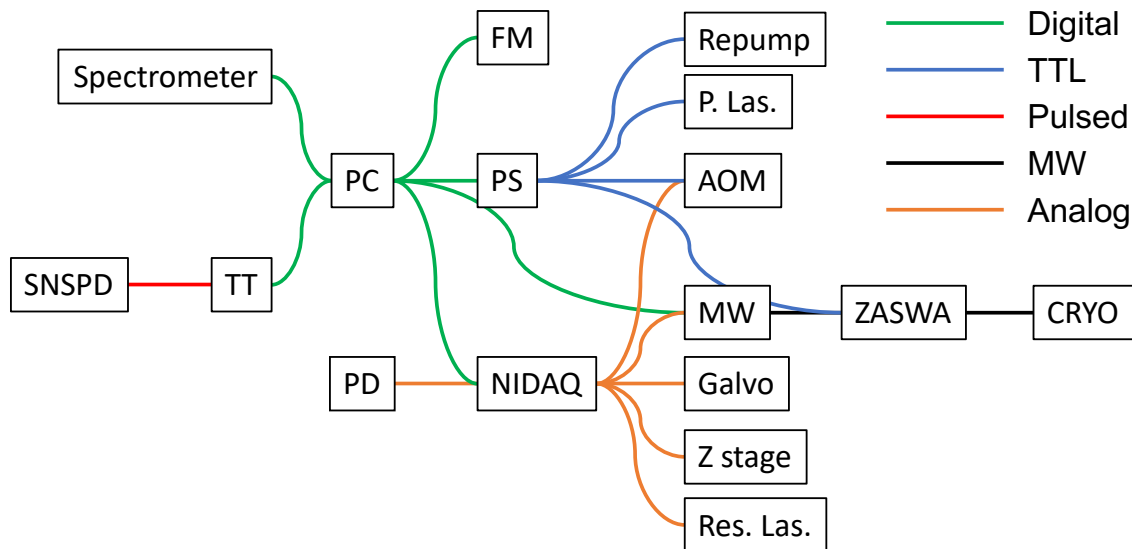 FM
Repump
Digital
Spectrometer
TTL
P. Las.
Pulsed
PC
PS
AOM
MW
Analog
SNSPD
TT
MW
ZASWA
CRYO
PD
NIDAQ
Galvo
Z stage
Res. Las.